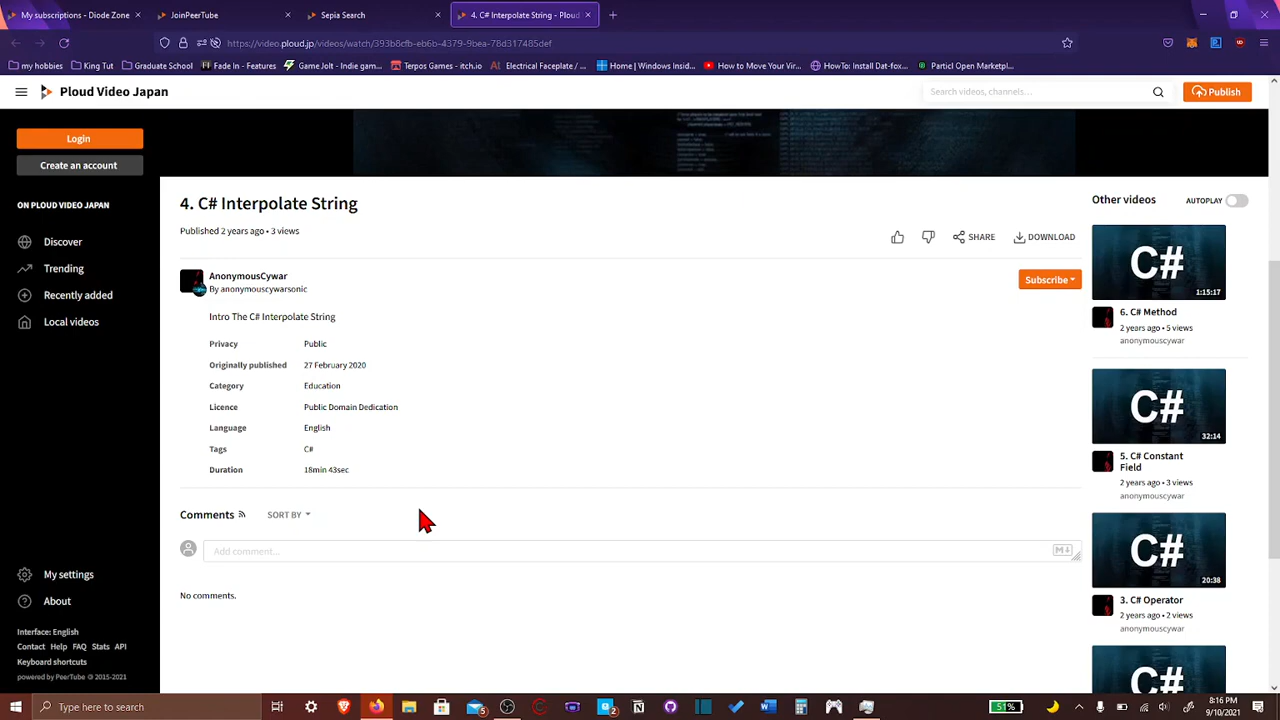 My subscriptions - Diode Zone
JoinPeerTube
Sepia Search
4. C# Interpolate String - Ploud
https://video.ploud.jp/videos/watch/393b8cfb-eb6b-4379-9bea-78d317485def
my hobbies
King Tut
Graduate School
Fade In - Features
Game Jolt - Indie gam...
Terpos Games - itch.io
Electrical Faceplate /...
Home | Windows Insid...
How to Move Your Vir...
HowTo: Install Dat-fox...
Particl Open Marketpl...
Ploud Video Japan
Search videos, channels...
Publish
Login
Create an account
ON PLOUD VIDEO JAPAN
Discover
Trending
Recently added
Local videos
My settings
About
Interface: English
Contact Help FAQ Stats API
Keyboard shortcuts
powered by PeerTube © 2015-2021
4. C# Interpolate String
Published 2 years ago • 3 views
SHARE
DOWNLOAD
AnonymousCywar
By anonymouscywarsonic
Subscribe
Intro The C# Interpolate String
Privacy Public
Originally published 27 February 2020
Category Education
Licence Public Domain Dedication
Language English
Tags C#
Duration 18min 43sec
Comments SORT BY
Add comment...
No comments.
Other videos
AUTOPLAY
C#
1:15:17
6. C# Method
2 years ago • 5 views
anonymouscywar
C#
32:14
5. C# Constant
Field
2 years ago • 3 views
anonymouscywar
C#
20:38
3. C# Operator
2 years ago • 2 views
anonymouscywar
C#
Type here to search
51%
8:16 PM
9/10/2021